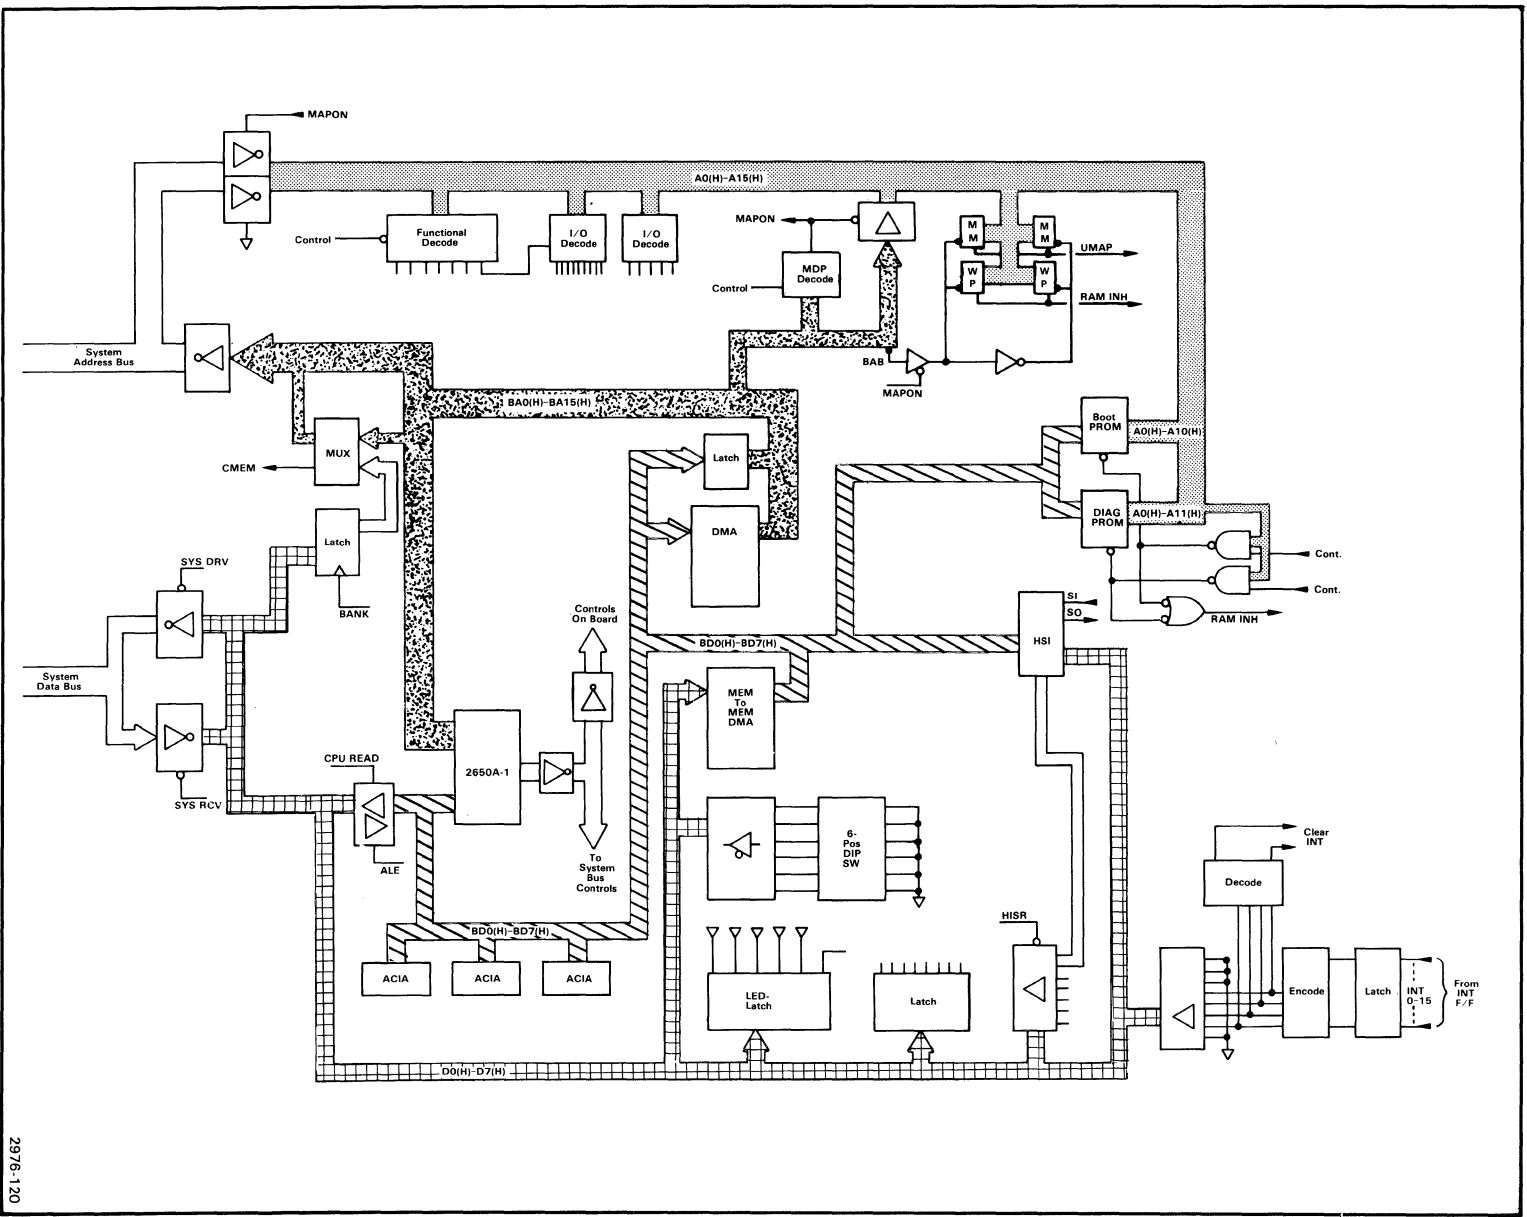 MAPON
A0(H)-A15(H)
Control
Functional
Decode
I/O
Decode
I/O
Decode
MAPON
MDP
Decode
Control
M
M
M
M
UMAP
W
P
W
P
RAM INH
System
Address Bus
BAB
MAPON
BA0(H)-BA15(H)
MUX
CMEM
Latch
Boot
PROM
A0(H)-A10(H)
Latch
DMA
DIAG
PROM
A0(H)-A11(H)
Cont.
Cont.
SYS DRV
BANK
Controls
On Board
SI
SO
HSI
RAM INH
BD0(H)-BD7(H)
System
Data Bus
MEM
To
MEM
DMA
CPU READ
2650A-1
SYS RCV
ALE
To
System
Bus
Controls
6-
Pos
DIP
SW
Clear
INT
Decode
HISR
BD0(H)-BD7(H)
ACIA
ACIA
ACIA
LED-
Latch
Latch
Encode
Latch
INT
0-15
From
INT
F/F
D0(H)-D7(H)
2976-120